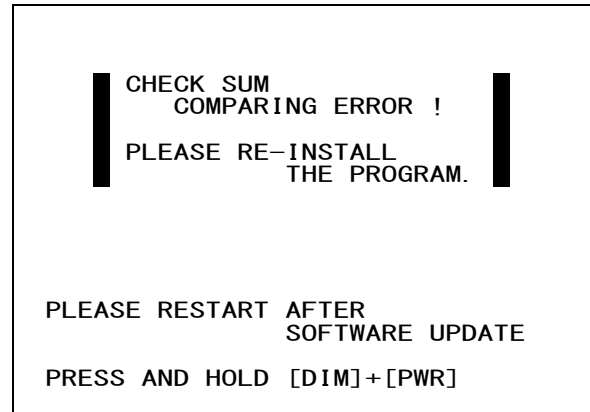 CHECK SUM
COMPARING ERROR !
PLEASE RE-INSTALL
THE PROGRAM.
PLEASE RESTART AFTER
SOFTWARE UPDATE
PRESS AND HOLD [DIM]+[PWR]